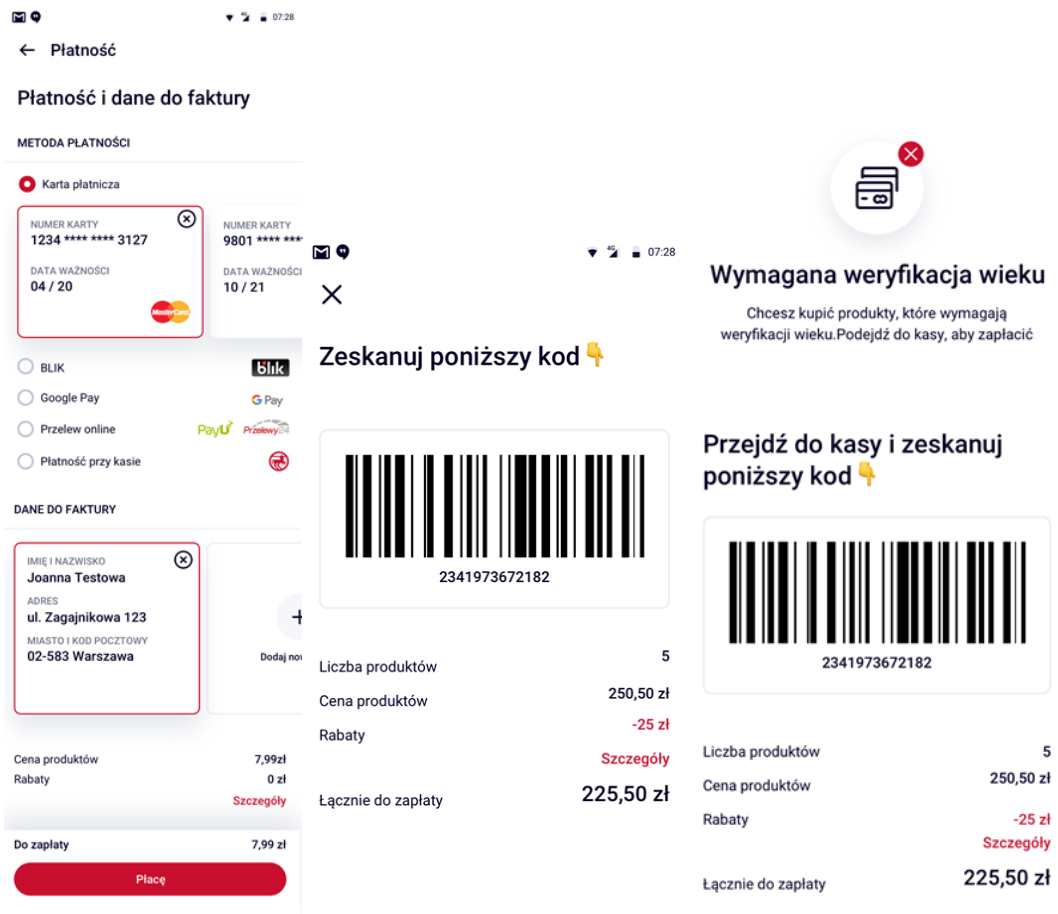 07:28
Płatność
Płatność i dane do faktury
METODA PŁATNOŚCI
Karta płatnicza
NUMER KARTY
1234 **** **** 3127
DATA WAŻNOŚCI
04 / 20
MasterCard
NUMER KARTY
9801 **** ***
DATA WAŻNOŚCI
10 / 21
BLIK
blik
Google Pay
G Pay
Przelew online
PayU
Przelewy24
Płatność przy kasie
DANE DO FAKTURY
IMIĘ I NAZWISKO
Joanna Testowa
ADRES
ul. Zagajnikowa 123
MIASTO I KOD POCZTOWY
02-583 Warszawa
Dodaj now
Cena produktów 7,99zł
Rabaty 0 zł
Szczegóły
Do zapłaty 7,99 zł
Płacę
4G 07:28
Zeskanuj poniższy kod👇
2341973672182
Liczba produktów 5
Cena produktów 250,50 zł
Rabaty -25 zł
Szczegóły
Łącznie do zapłaty 225,50 zł
Wymagana weryfikacja wieku
Chcesz kupić produkty, które wymagają
weryfikacji wieku.Podejdź do kasy, aby zapłacić
Przejdź do kasy i zeskanuj
poniższy kod👇
2341973672182
Liczba produktów 5
Cena produktów 250,50 zł
Rabaty -25 zł
Szczegóły
Łącznie do zapłaty 225,50 zł